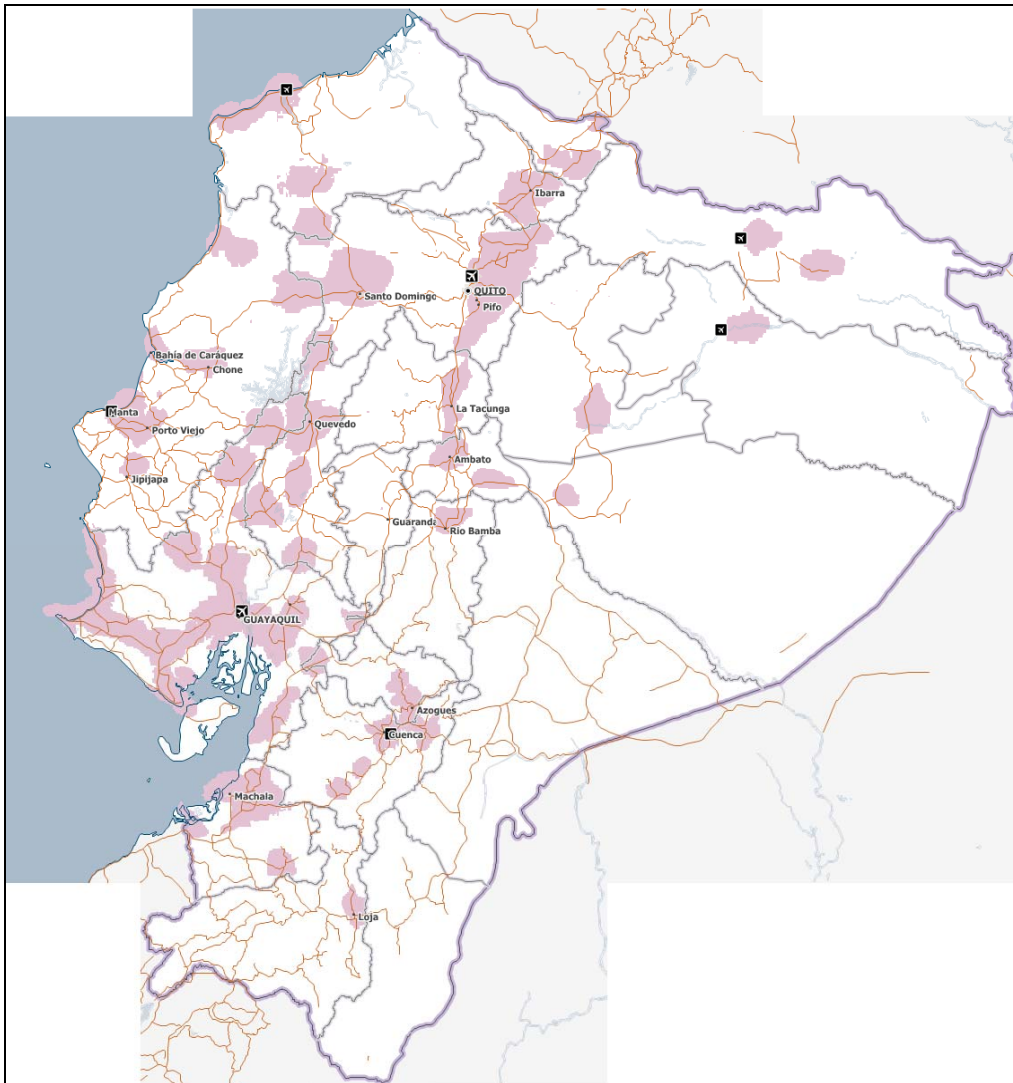 Ibarra
QUITO
Santo Domingo
Pifo
Bahía de Caráquez
Chone
La Tacunga
Manta
Quevedo
Porto Viejo
Ambato
Jipijapa
Guaranda
Rio Bamba
GUAYAQUIL
Azogues
Cuenca
Machala
Loja